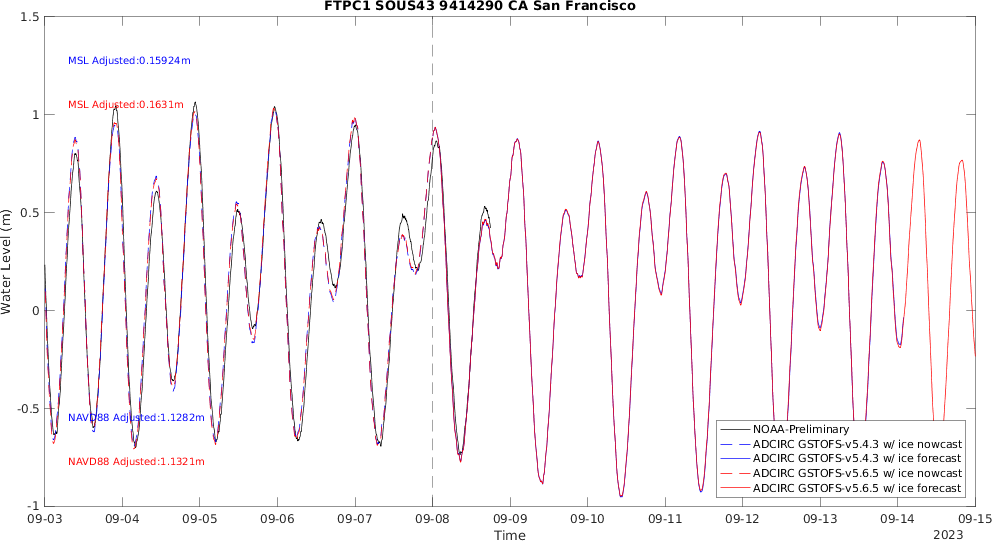 FTPC1 SOUS43 9414290 CA San Francisco
1.5
1
0.5
0
-0.5
-1
Water Level (m)
MSL Adjusted:0.15924m
MSL Adjusted:0.1631m
NAVD88 Adjusted:1.1282m
NAVD88 Adjusted:1.1321m
NOAA-Preliminary
ADCIRC GSTOFS-v5.4.3 w/ ice nowcast
ADCIRC GSTOFS-v5.4.3 w/ ice forecast
ADCIRC GSTOFS-v5.6.5 w/ ice nowcast
ADCIRC GSTOFS-v5.6.5 w/ ice forecast
09-03 09-04 09-05 09-06 09-07 09-08 09-09 09-10 09-11 09-12 09-13 09-14 09-15
Time
2023